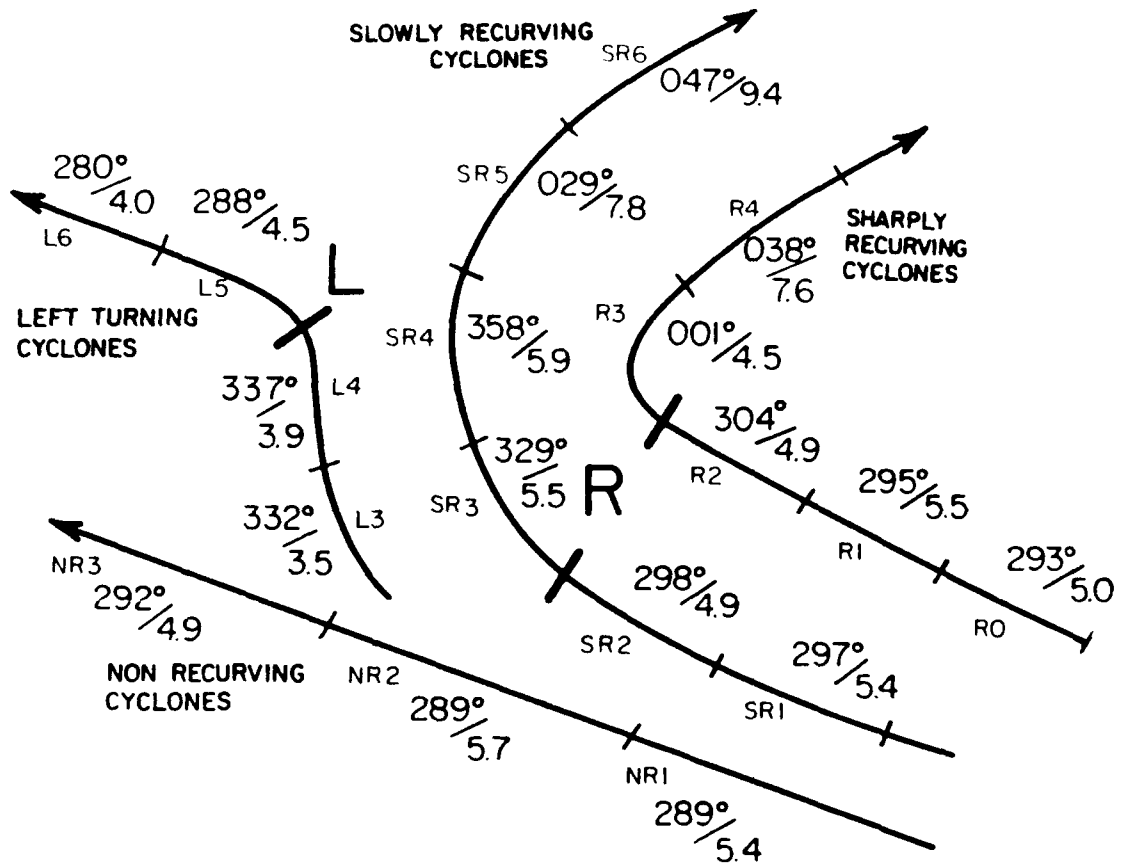 SLOWLY RECURVING
CYCLONES
SR6
047°/9.4
SR5
029°/7.8
280°/4.0
288°/4.5
L6
L5
L
LEFT TURNING
CYCLONES
R4
SHARPLY
RECURVING
CYCLONES
038°/7.6
R3
001°/4.5
SR4
358°/5.9
337°/3.9
L4
304°/4.9
R2
329°/5.5
R
SR3
295°/5.5
R1
332°/3.5
L3
293°/5.0
R0
NR3
292°/4.9
298°/4.9
SR2
297°/5.4
SR1
NON RECURVING
CYCLONES
NR2
289°/5.7
NR1
289°/5.4